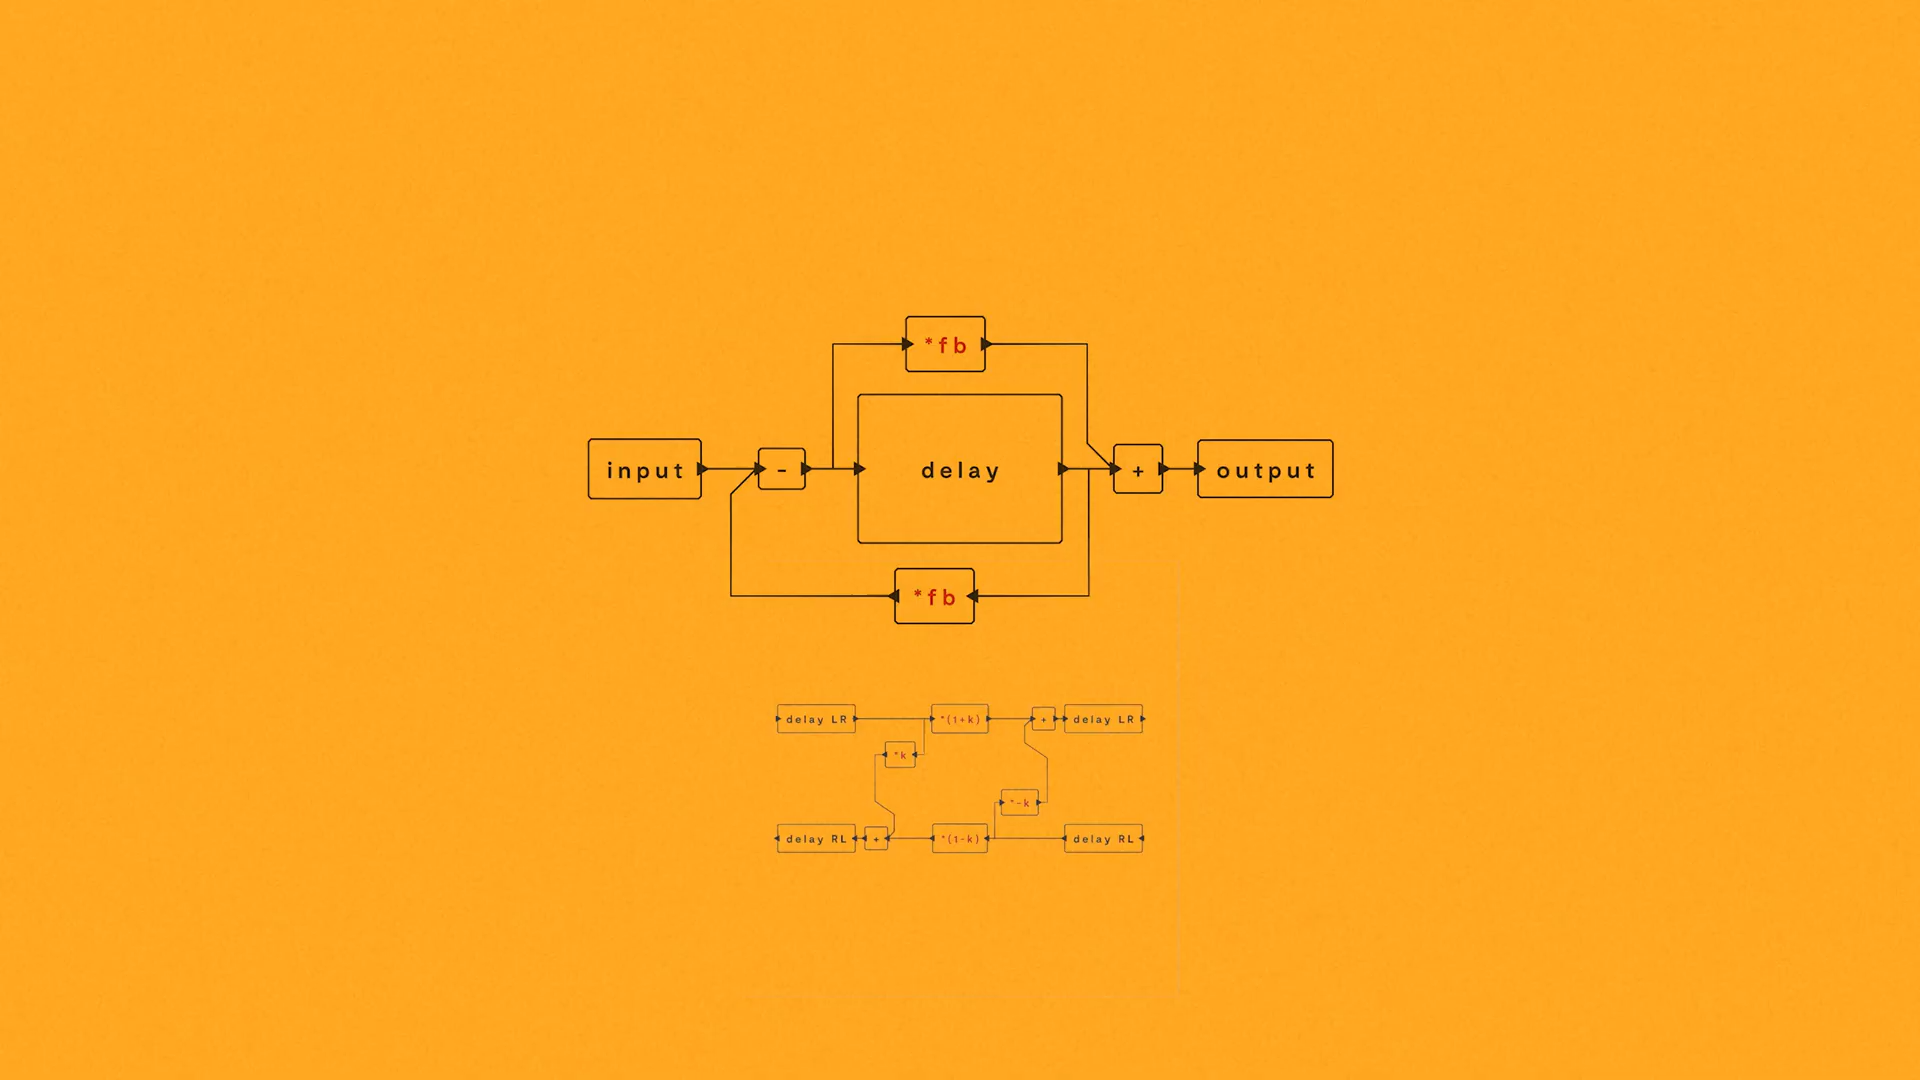 *fb
input - delay + output
*fb
delay LR *(1+k) + delay LR
*k
*-k
delay RL + *(1-k) delay RL